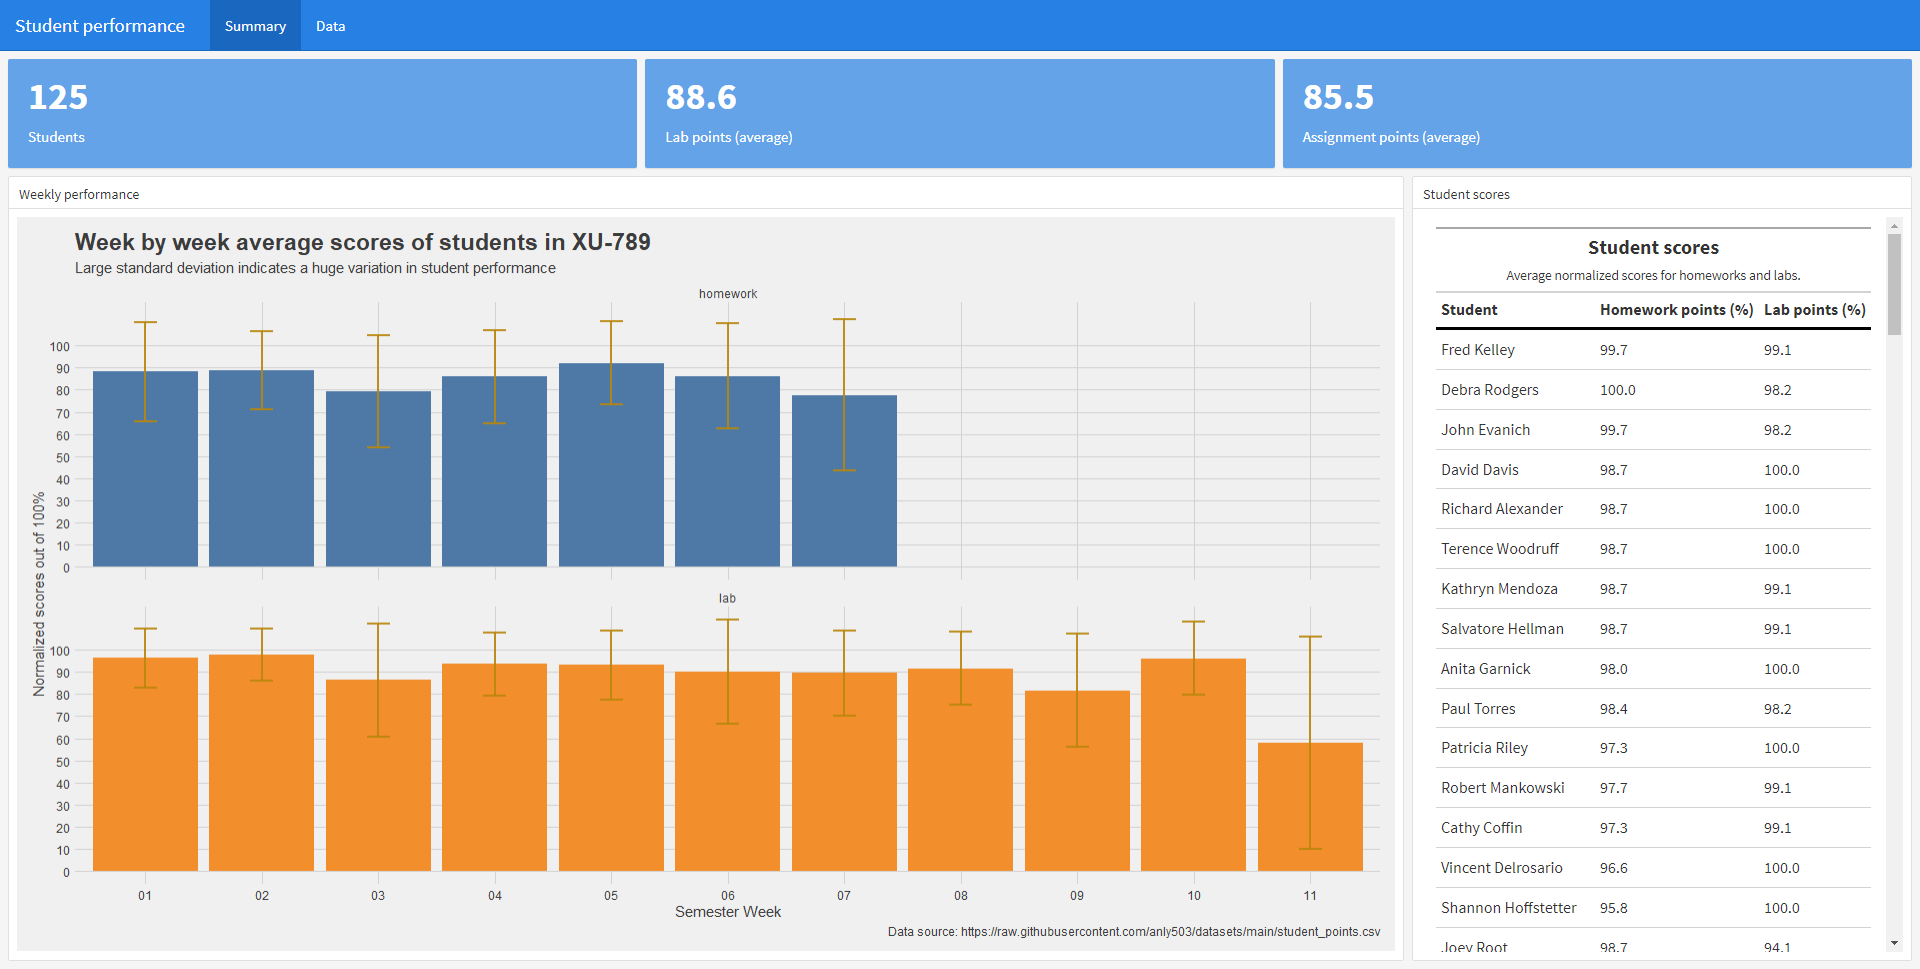 Student performance Summary Data
125
Students
88.6
Lab points (average)
85.5
Assignment points (average)
Weekly performance
Week by week average scores of students in XU-789
Large standard deviation indicates a huge variation in student performance
Normalized scores out of 100%
homework
100
90
80
70
60
50
40
30
20
10
0
lab
100
90
80
70
60
50
40
30
20
10
0
01 02 03 04 05 06 07 08 09 10 11
Semester Week
Data source: https://raw.githubusercontent.com/anly503/datasets/main/student_points.csv
Student scores
Student scores
Average normalized scores for homeworks and labs.
Student Homework points (%) Lab points (%)
Fred Kelley 99.7 99.1
Debra Rodgers 100.0 98.2
John Evanich 99.7 98.2
David Davis 98.7 100.0
Richard Alexander 98.7 100.0
Terence Woodruff 98.7 100.0
Kathryn Mendoza 98.7 99.1
Salvatore Hellman 98.7 99.1
Anita Garnick 98.0 100.0
Paul Torres 98.4 98.2
Patricia Riley 97.3 100.0
Robert Mankowski 97.7 99.1
Cathy Coffin 97.3 99.1
Vincent Delrosario 96.6 100.0
Shannon Hoffstetter 95.8 100.0
Joey Root 98.7 94.1